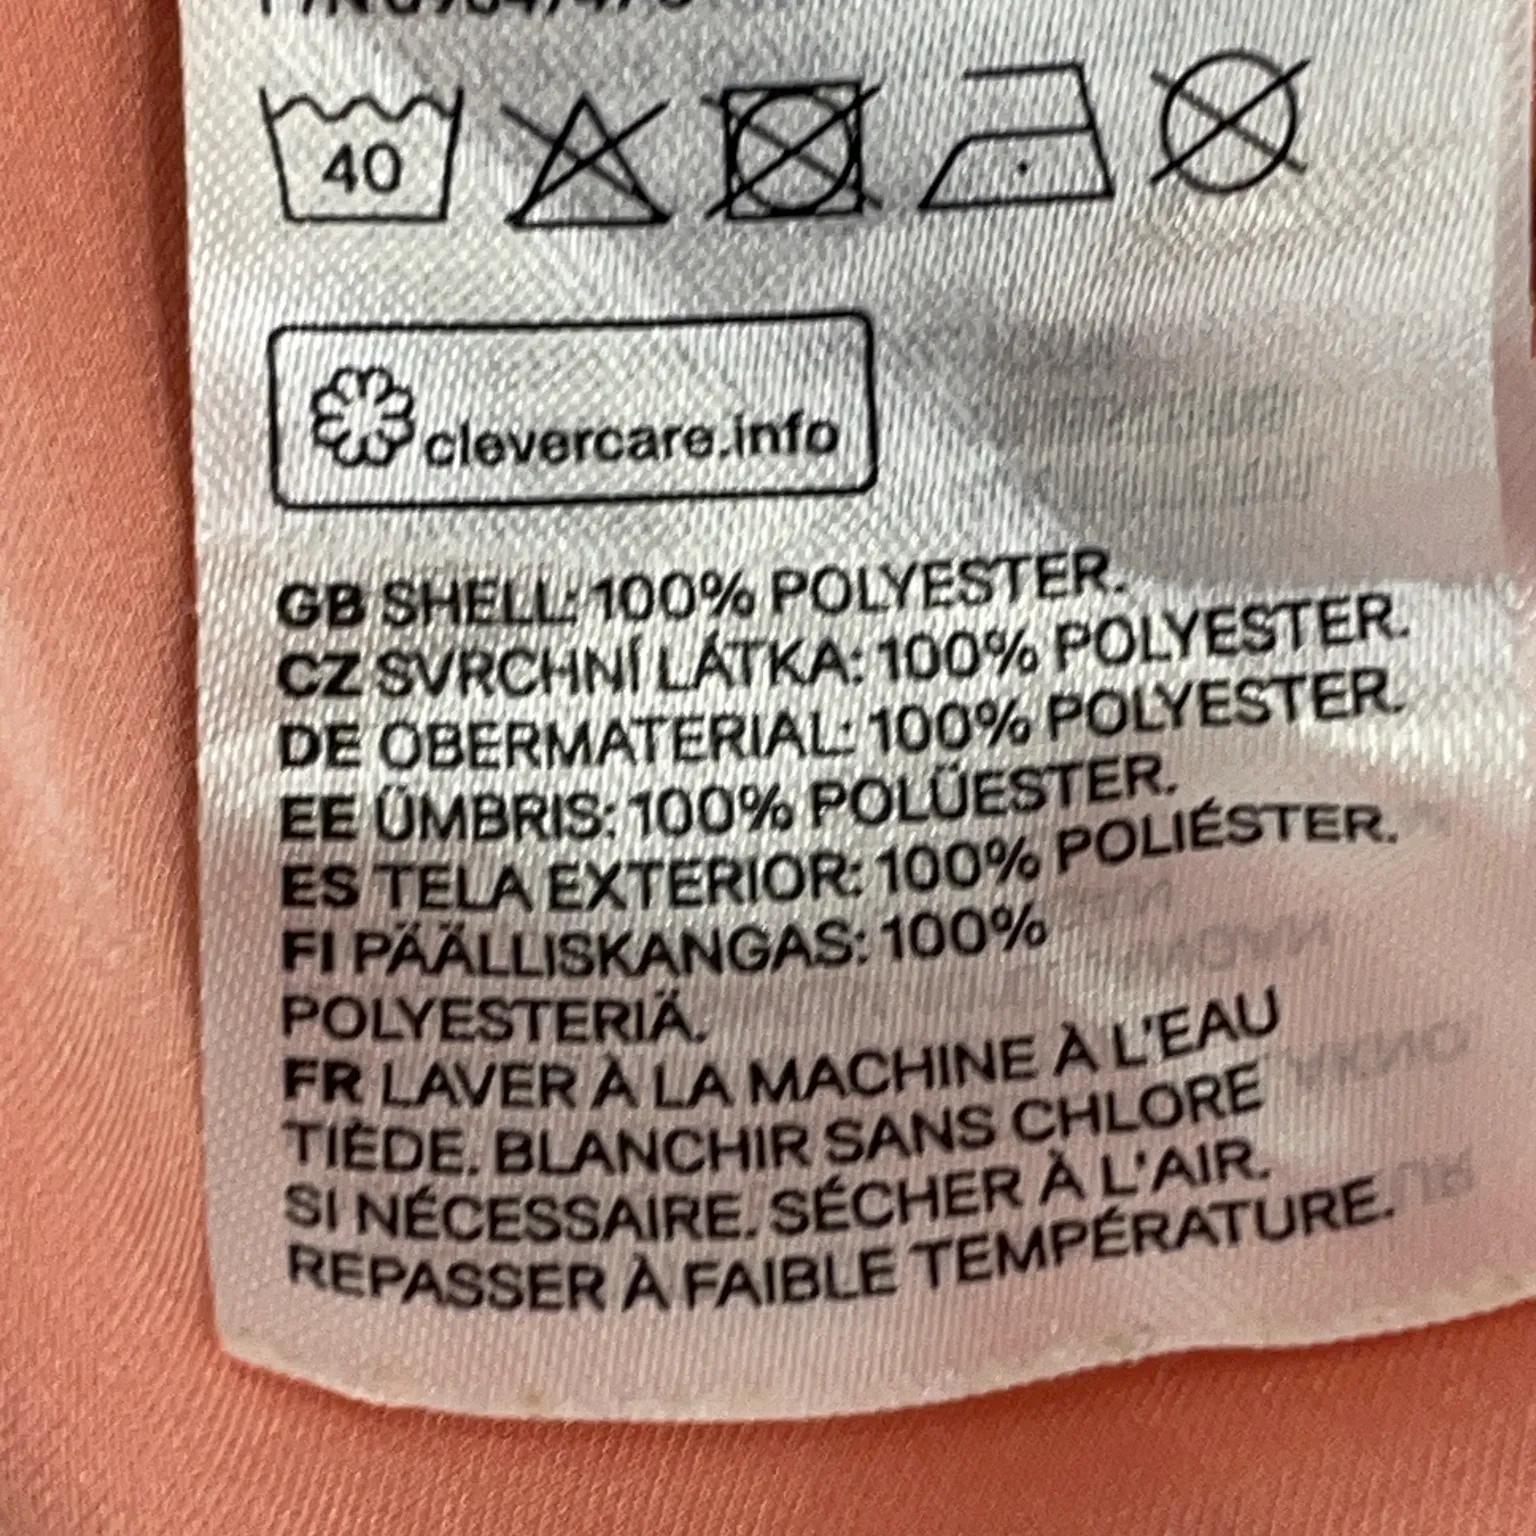 40
clevercare.info
GB SHELL: 100% POLYESTER.
CZ SVRCHNÍ LÁTKA: 100% POLYESTER.
DE OBERMATERIAL: 100% POLYESTER.
EE ÜMBRIS: 100% POLÜESTER.
ES TELA EXTERIOR: 100% POLIÉSTER.
FI PÄÄLLISKANGAS: 100%
POLYESTERIÄ.
FR LAVER À LA MACHINE À L'EAU
TIÈDE. BLANCHIR SANS CHLORE
SI NÉCESSAIRE. SÉCHER À L'AIR.
REPASSER À FAIBLE TEMPÉRATURE.